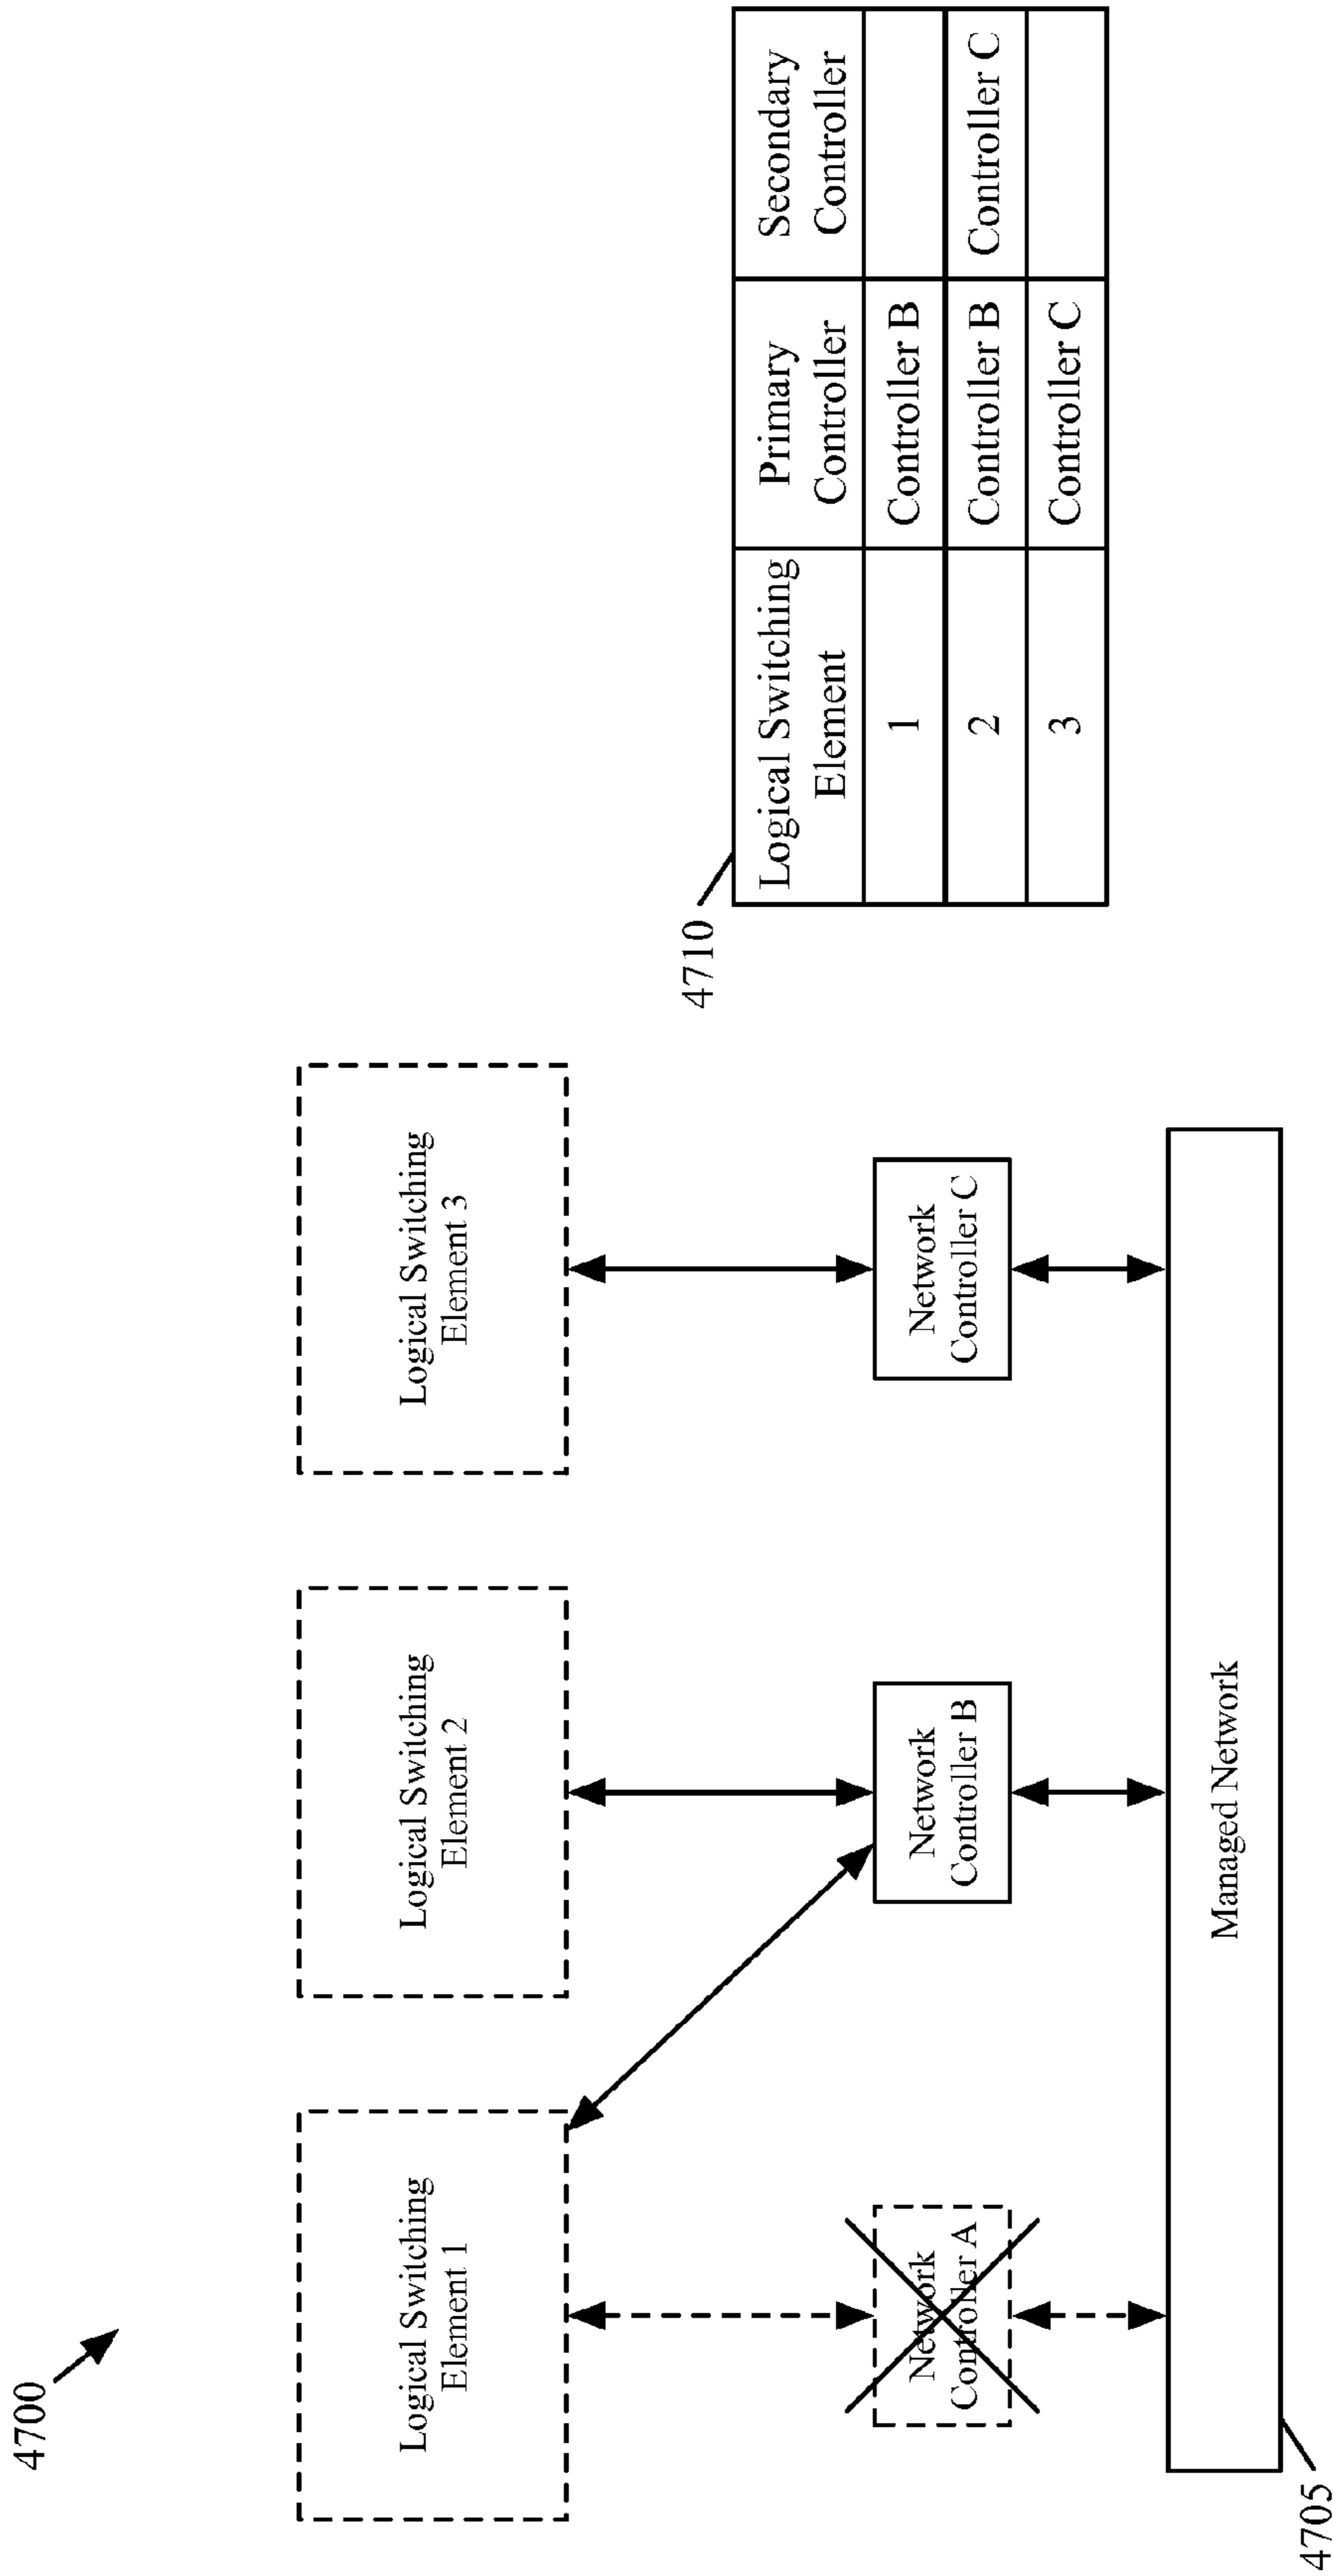 4700
Logical Switching
Element 1
Logical Switching
Element 2
Logical Switching
Element 3
Network
Controller A
Network
Controller B
Network
Controller C
Managed Network
4705
4710
Logical Switching
Element
Primary
Controller
Secondary
Controller
1
Controller B
2
Controller B
Controller C
3
Controller C